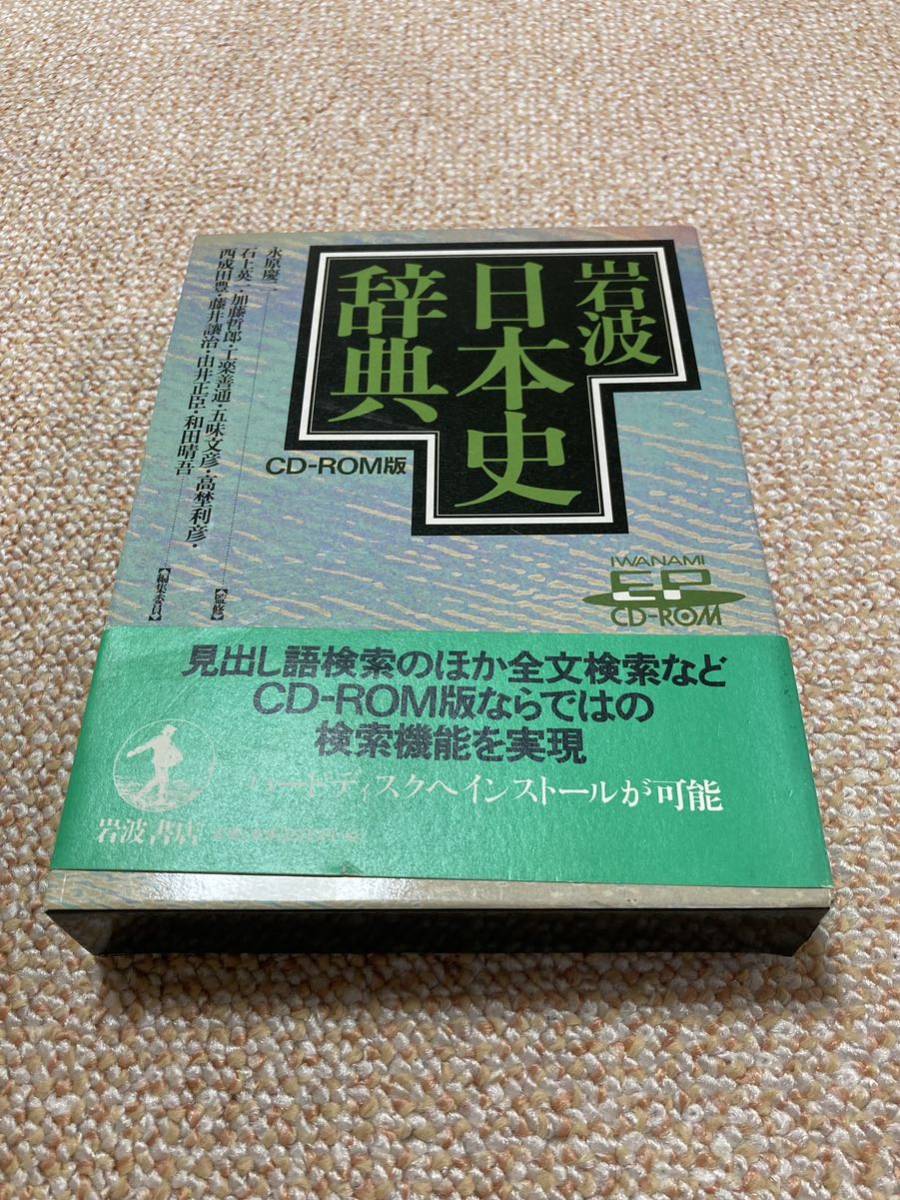 岩波
日本史
辞典
CD-ROM版
永原慶二【監修】
石上英一・加藤哲郎・工楽善通・五味文彦・高埜利彦・
西成田豊・藤井讓治・由井正臣・和田晴吾【編集委員】
IWANAMI
EP
CD-ROM
見出し語検索のほか全文検索など
CD-ROM版ならではの
検索機能を実現
ハードディスクへインストールが可能
岩波書店